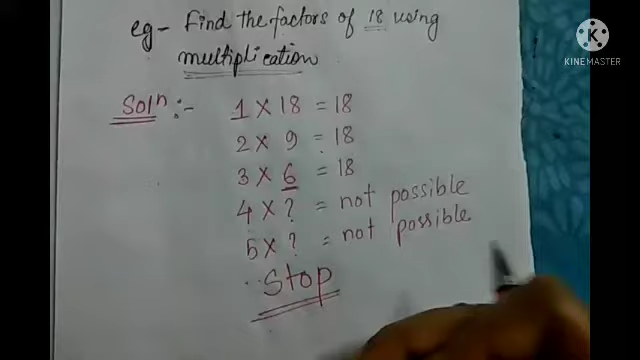 eg- Find the factors of 18 using
multiplication
Solⁿ:-
1 X 18 = 18
2 X 9 = 18
3 X 6 = 18
4 X ? = not possible
5 X ? = not possible
Stop
KINEMASTER